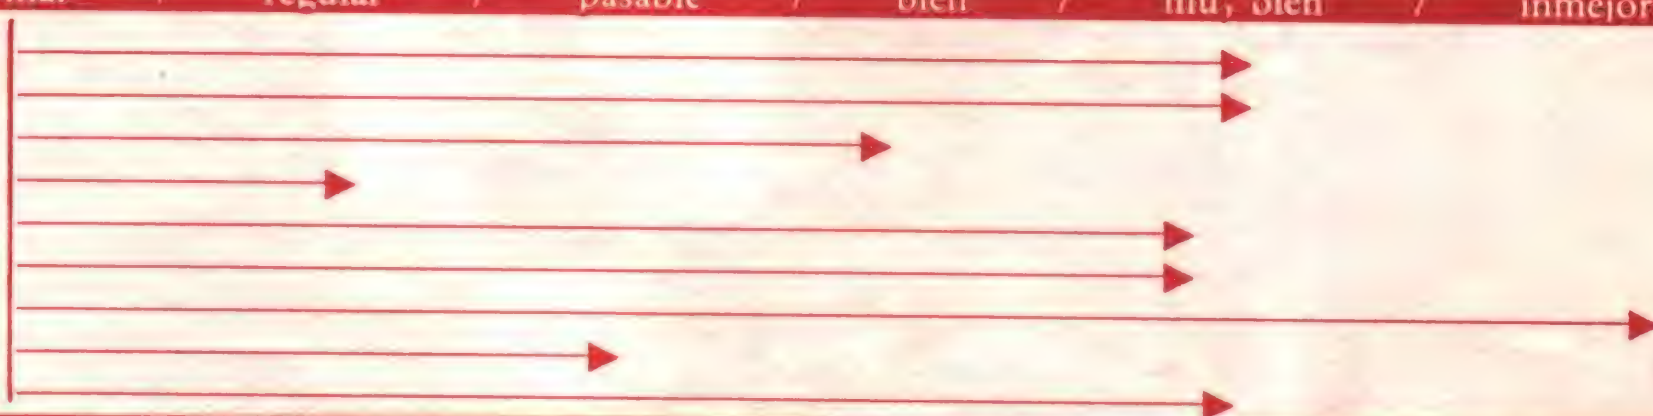 regular / pasable / bien / muy bien / inmejor